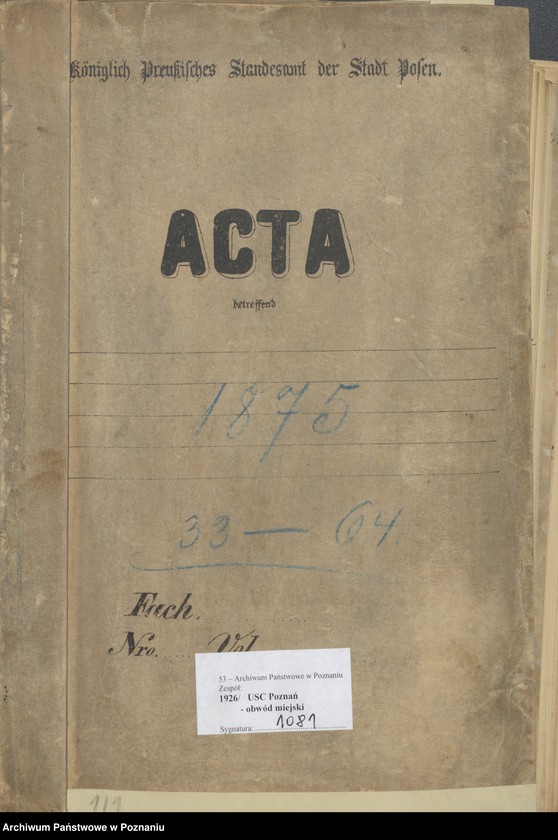 Königlich Preußisches Standesamt der Stadt Posen.
ACTA
betreffend
1875
33 — 64.
Fach.
Nro. Vol.
53 – Archiwum Państwowe w Poznaniu
Zespół:
1926/ USC Poznań
- obwód miejski
Sygnatura: 1081
Archiwum Państwowe w Poznaniu